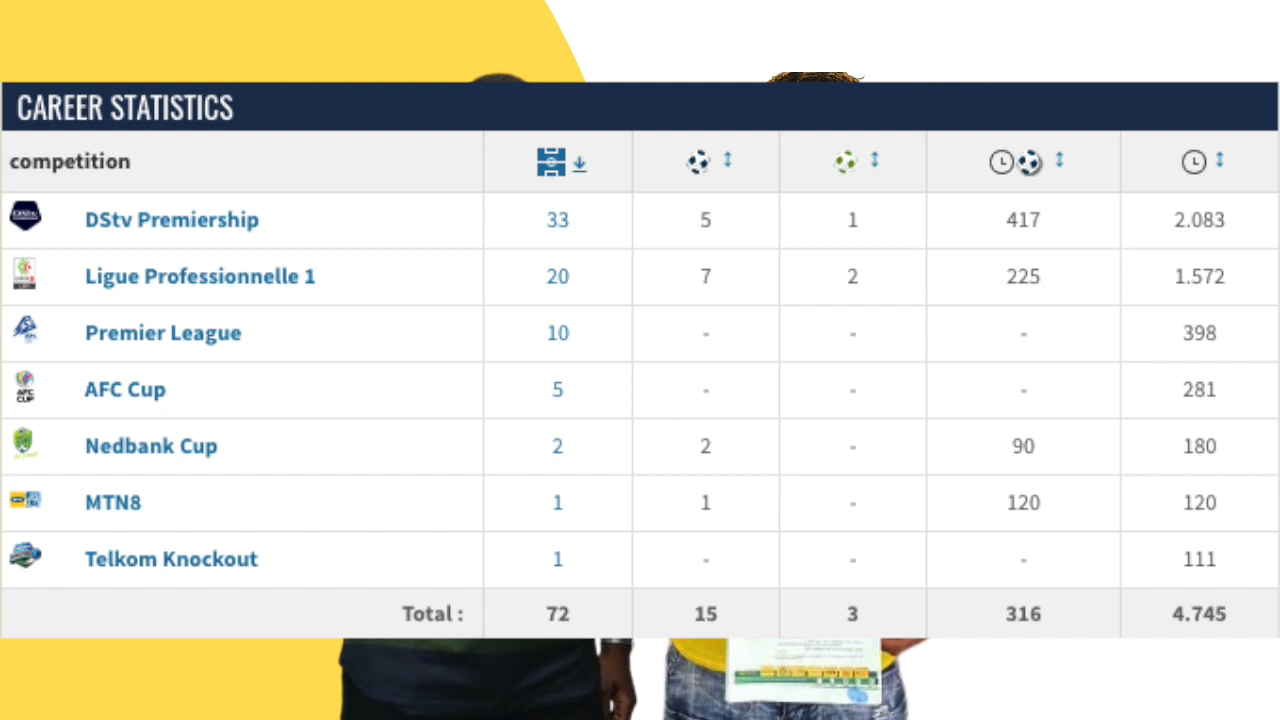 CAREER STATISTICS
competition
DStv Premiership 33 5 1 417 2.083
Ligue Professionnelle 1 20 7 2 225 1.572
Premier League 10 - - - 398
AFC CUP AFC Cup 5 - - - 281
Nedbank Cup 2 2 - 90 180
MTN8 1 1 - 120 120
Telkom Knockout 1 - - - 111
Total : 72 15 3 316 4.745